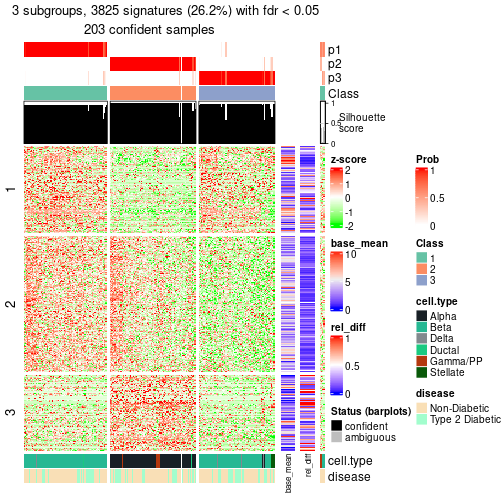 3 subgroups, 3825 signatures (26.2%) with fdr < 0.05
203 confident samples
p1
p2
p3
Class
1
0.5
0
Silhouette
score
1
2
3
z-score
2
1
0
-1
-2
Prob
1
0.5
0
base_mean
10
5
0
Class
1
2
3
rel_diff
1
0.5
0
cell.type
Alpha
Beta
Delta
Ductal
Gamma/PP
Stellate
disease
Non-Diabetic
Type 2 Diabetic
Status (barplots)
confident
ambiguous
cell.type
disease
base_mean
rel_diff